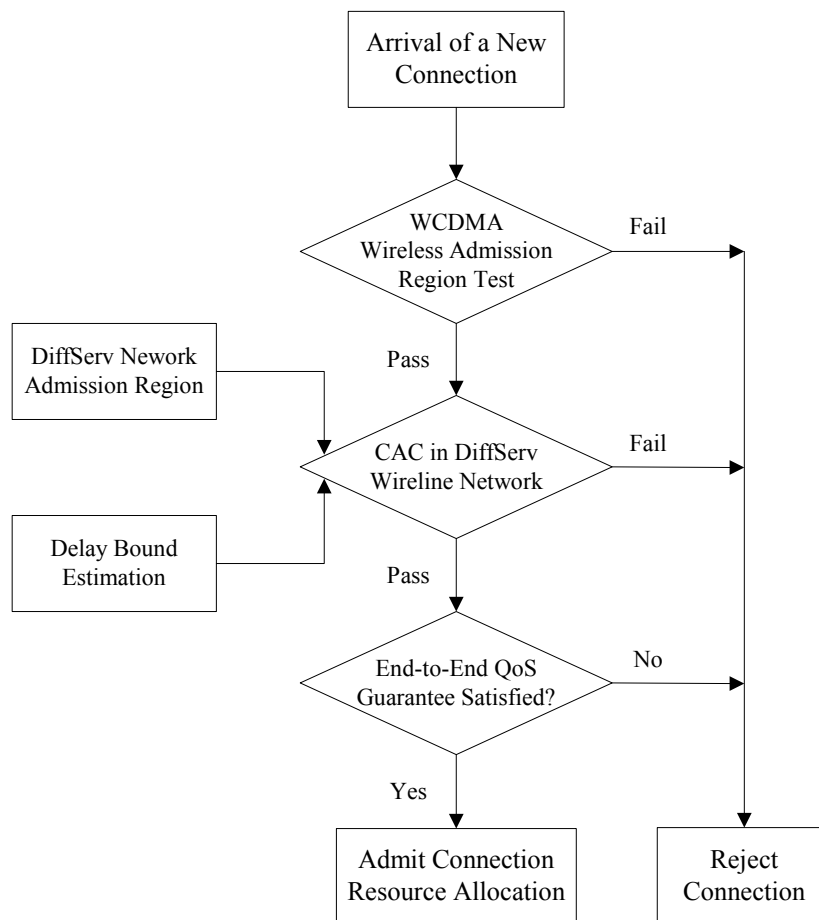 Arrival of a New
Connection
WCDMA
Wireless Admission
Region Test
Fail
Pass
DiffServ Nework
Admission Region
CAC in DiffServ
Wireline Network
Fail
Delay Bound
Estimation
Pass
End-to-End QoS
Guarantee Satisfied?
No
Yes
Admit Connection
Resource Allocation
Reject
Connection